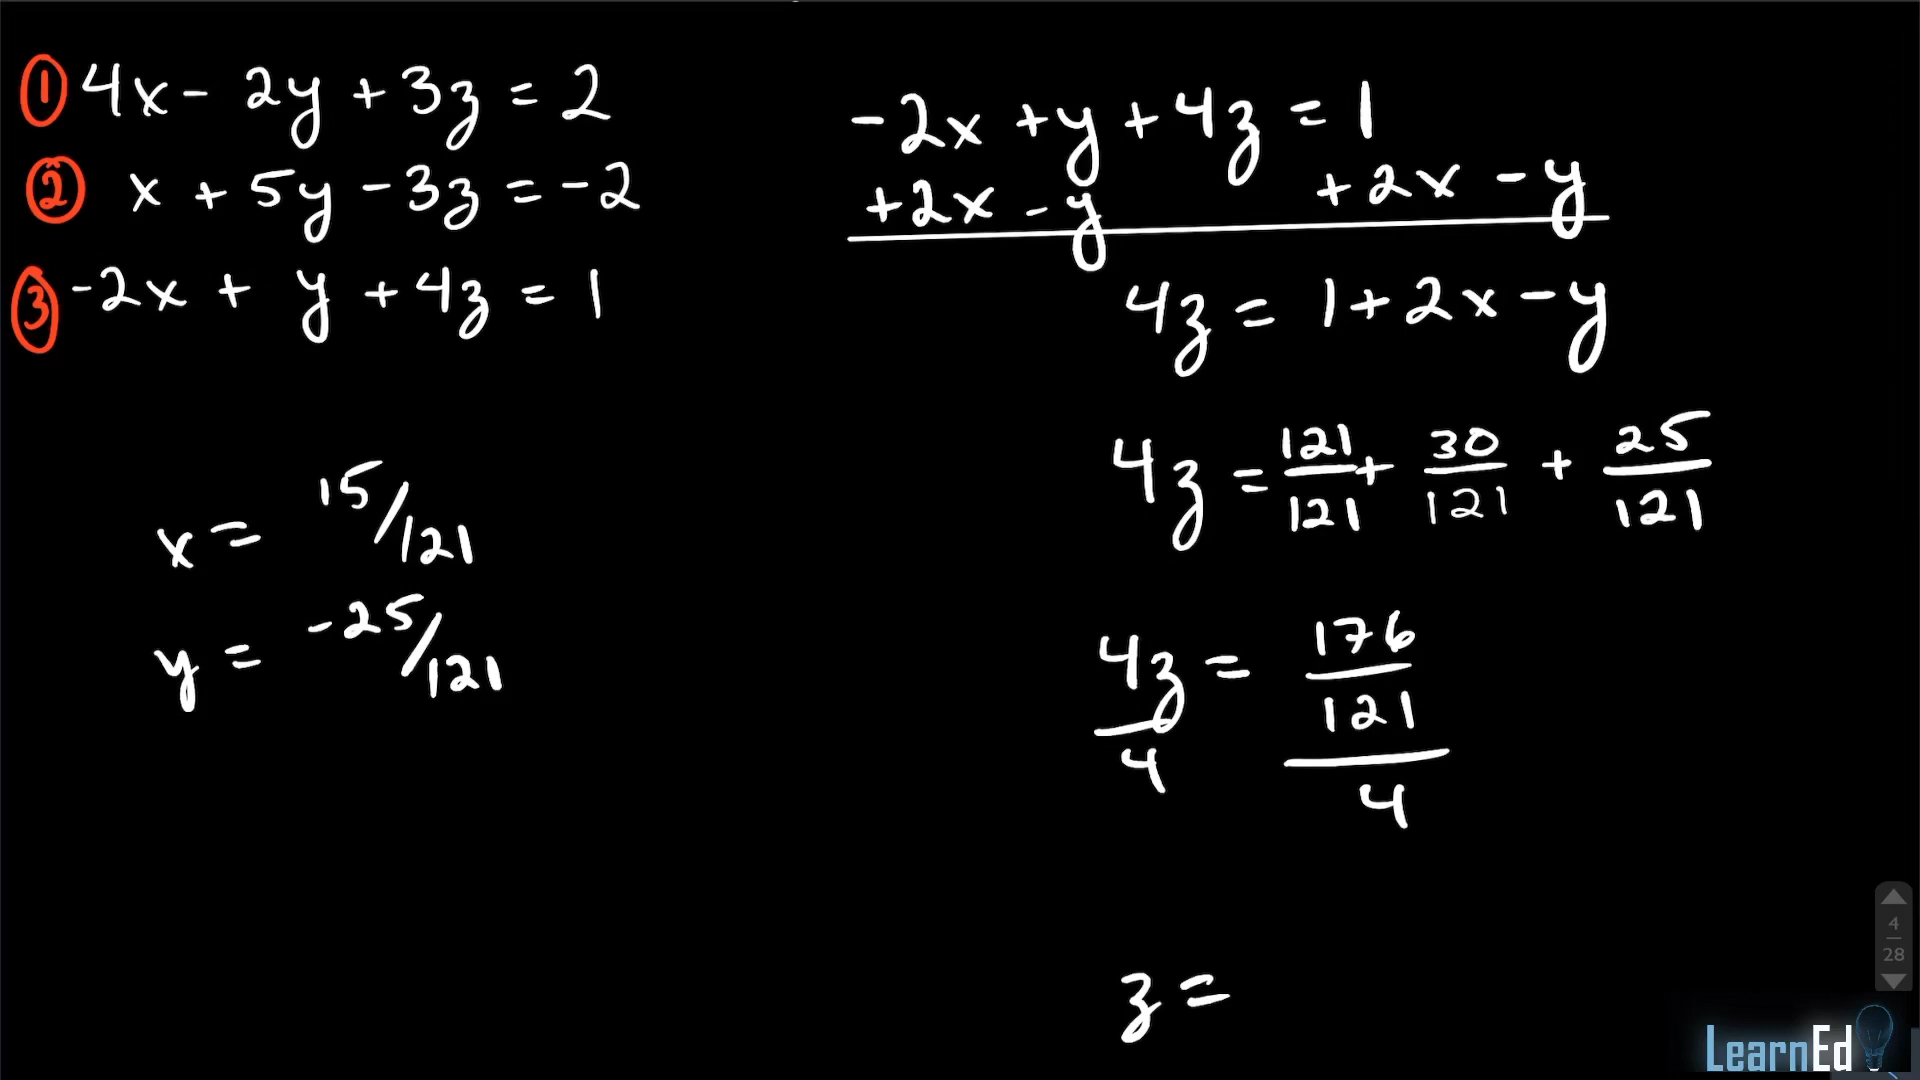 ① 4x - 2y + 3z = 2
② x + 5y - 3z = -2
③ -2x + y + 4z = 1
x = 15/121
y = -25/121
-2x + y + 4z = 1
+2x - y +2x - y
4z = 1 + 2x - y
4z = 121/121 + 30/121 + 25/121
4z/4 = 176/121/4
z =
4
28
LearnEd